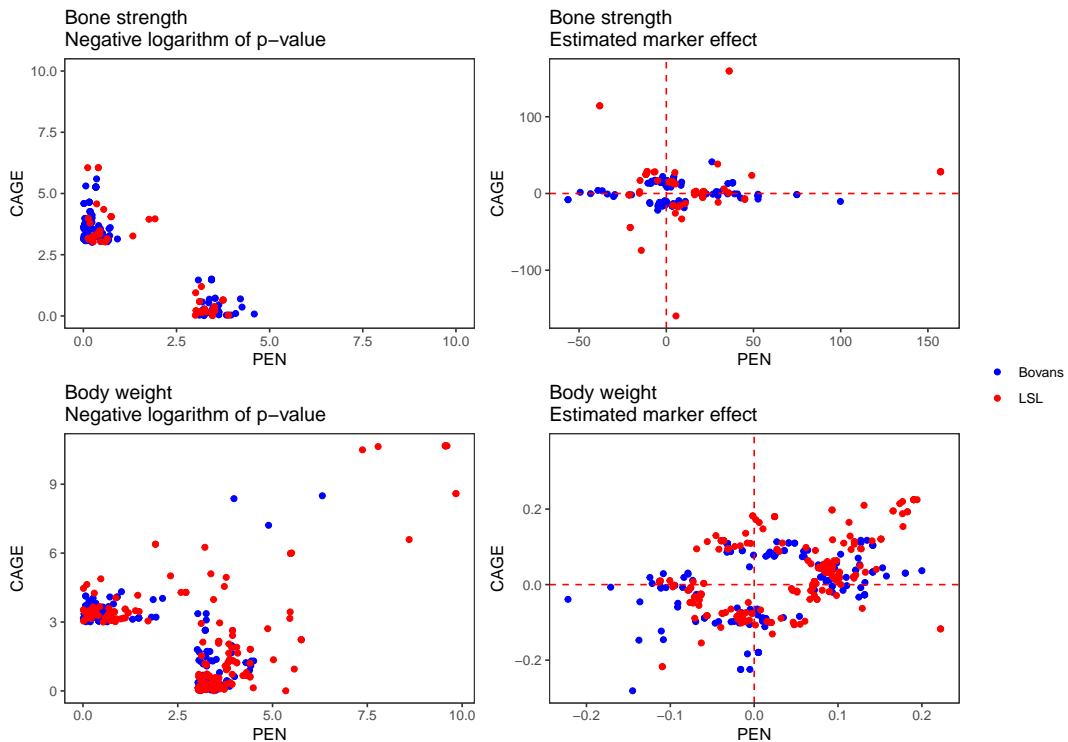 Bone strength
Negative logarithm of p−value
10.0
7.5
5.0
2.5
0.0
CAGE
0.0 2.5 5.0 7.5 10.0
PEN
Bone strength
Estimated marker effect
100
0
−100
CAGE
−50 0 50 100 150
PEN
Body weight
Negative logarithm of p−value
9
6
3
0
CAGE
0.0 2.5 5.0 7.5 10.0
PEN
Body weight
Estimated marker effect
0.2
0.0
−0.2
CAGE
−0.2 −0.1 0.0 0.1 0.2
PEN
Bovans
LSL